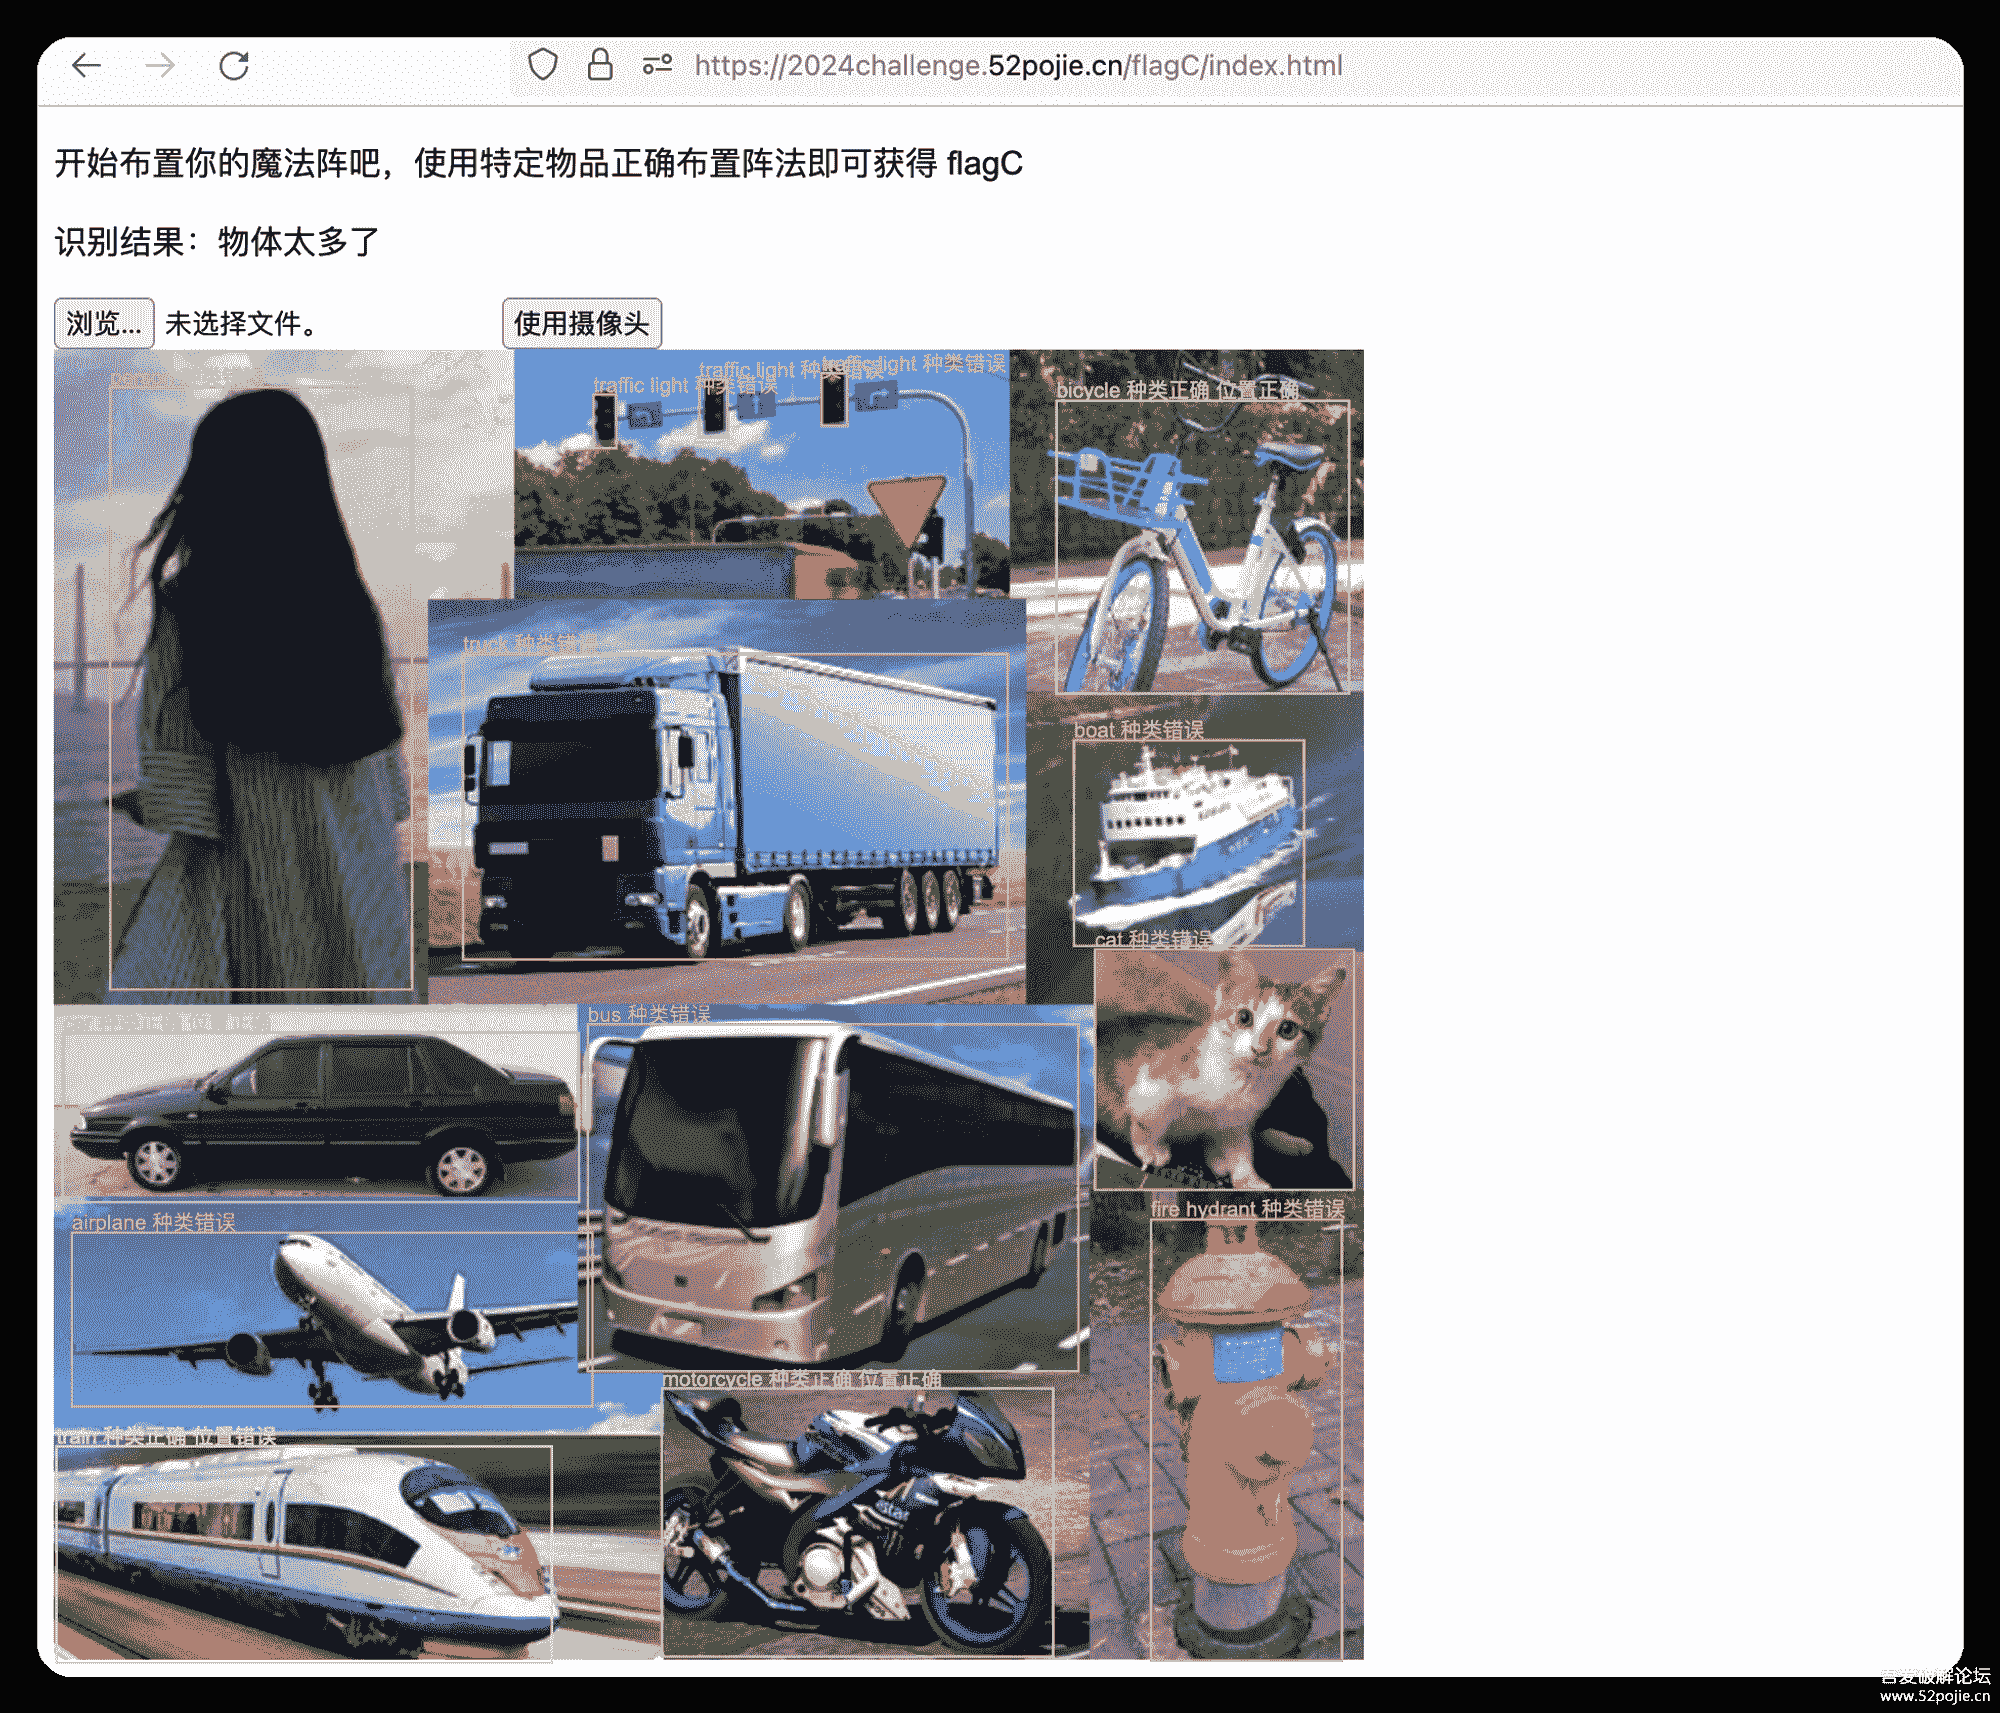 https://2024challenge.52pojie.cn/flagC/index.html
开始布置你的魔法阵吧，使用特定物品正确布置阵法即可获得 flagC
识别结果：物体太多了
浏览... 未选择文件。 使用摄像头
traffic light 种类错误
traffic light 种类错误
traffic light 种类错误
bicycle 种类正确 位置正确
truck 种类错误
boat 种类错误
cat 种类错误
bus 种类错误
fire hydrant 种类错误
airplane 种类错误
motorcycle 种类正确 位置正确
train 种类正确 位置错误
吾爱破解论坛
www.52pojie.cn